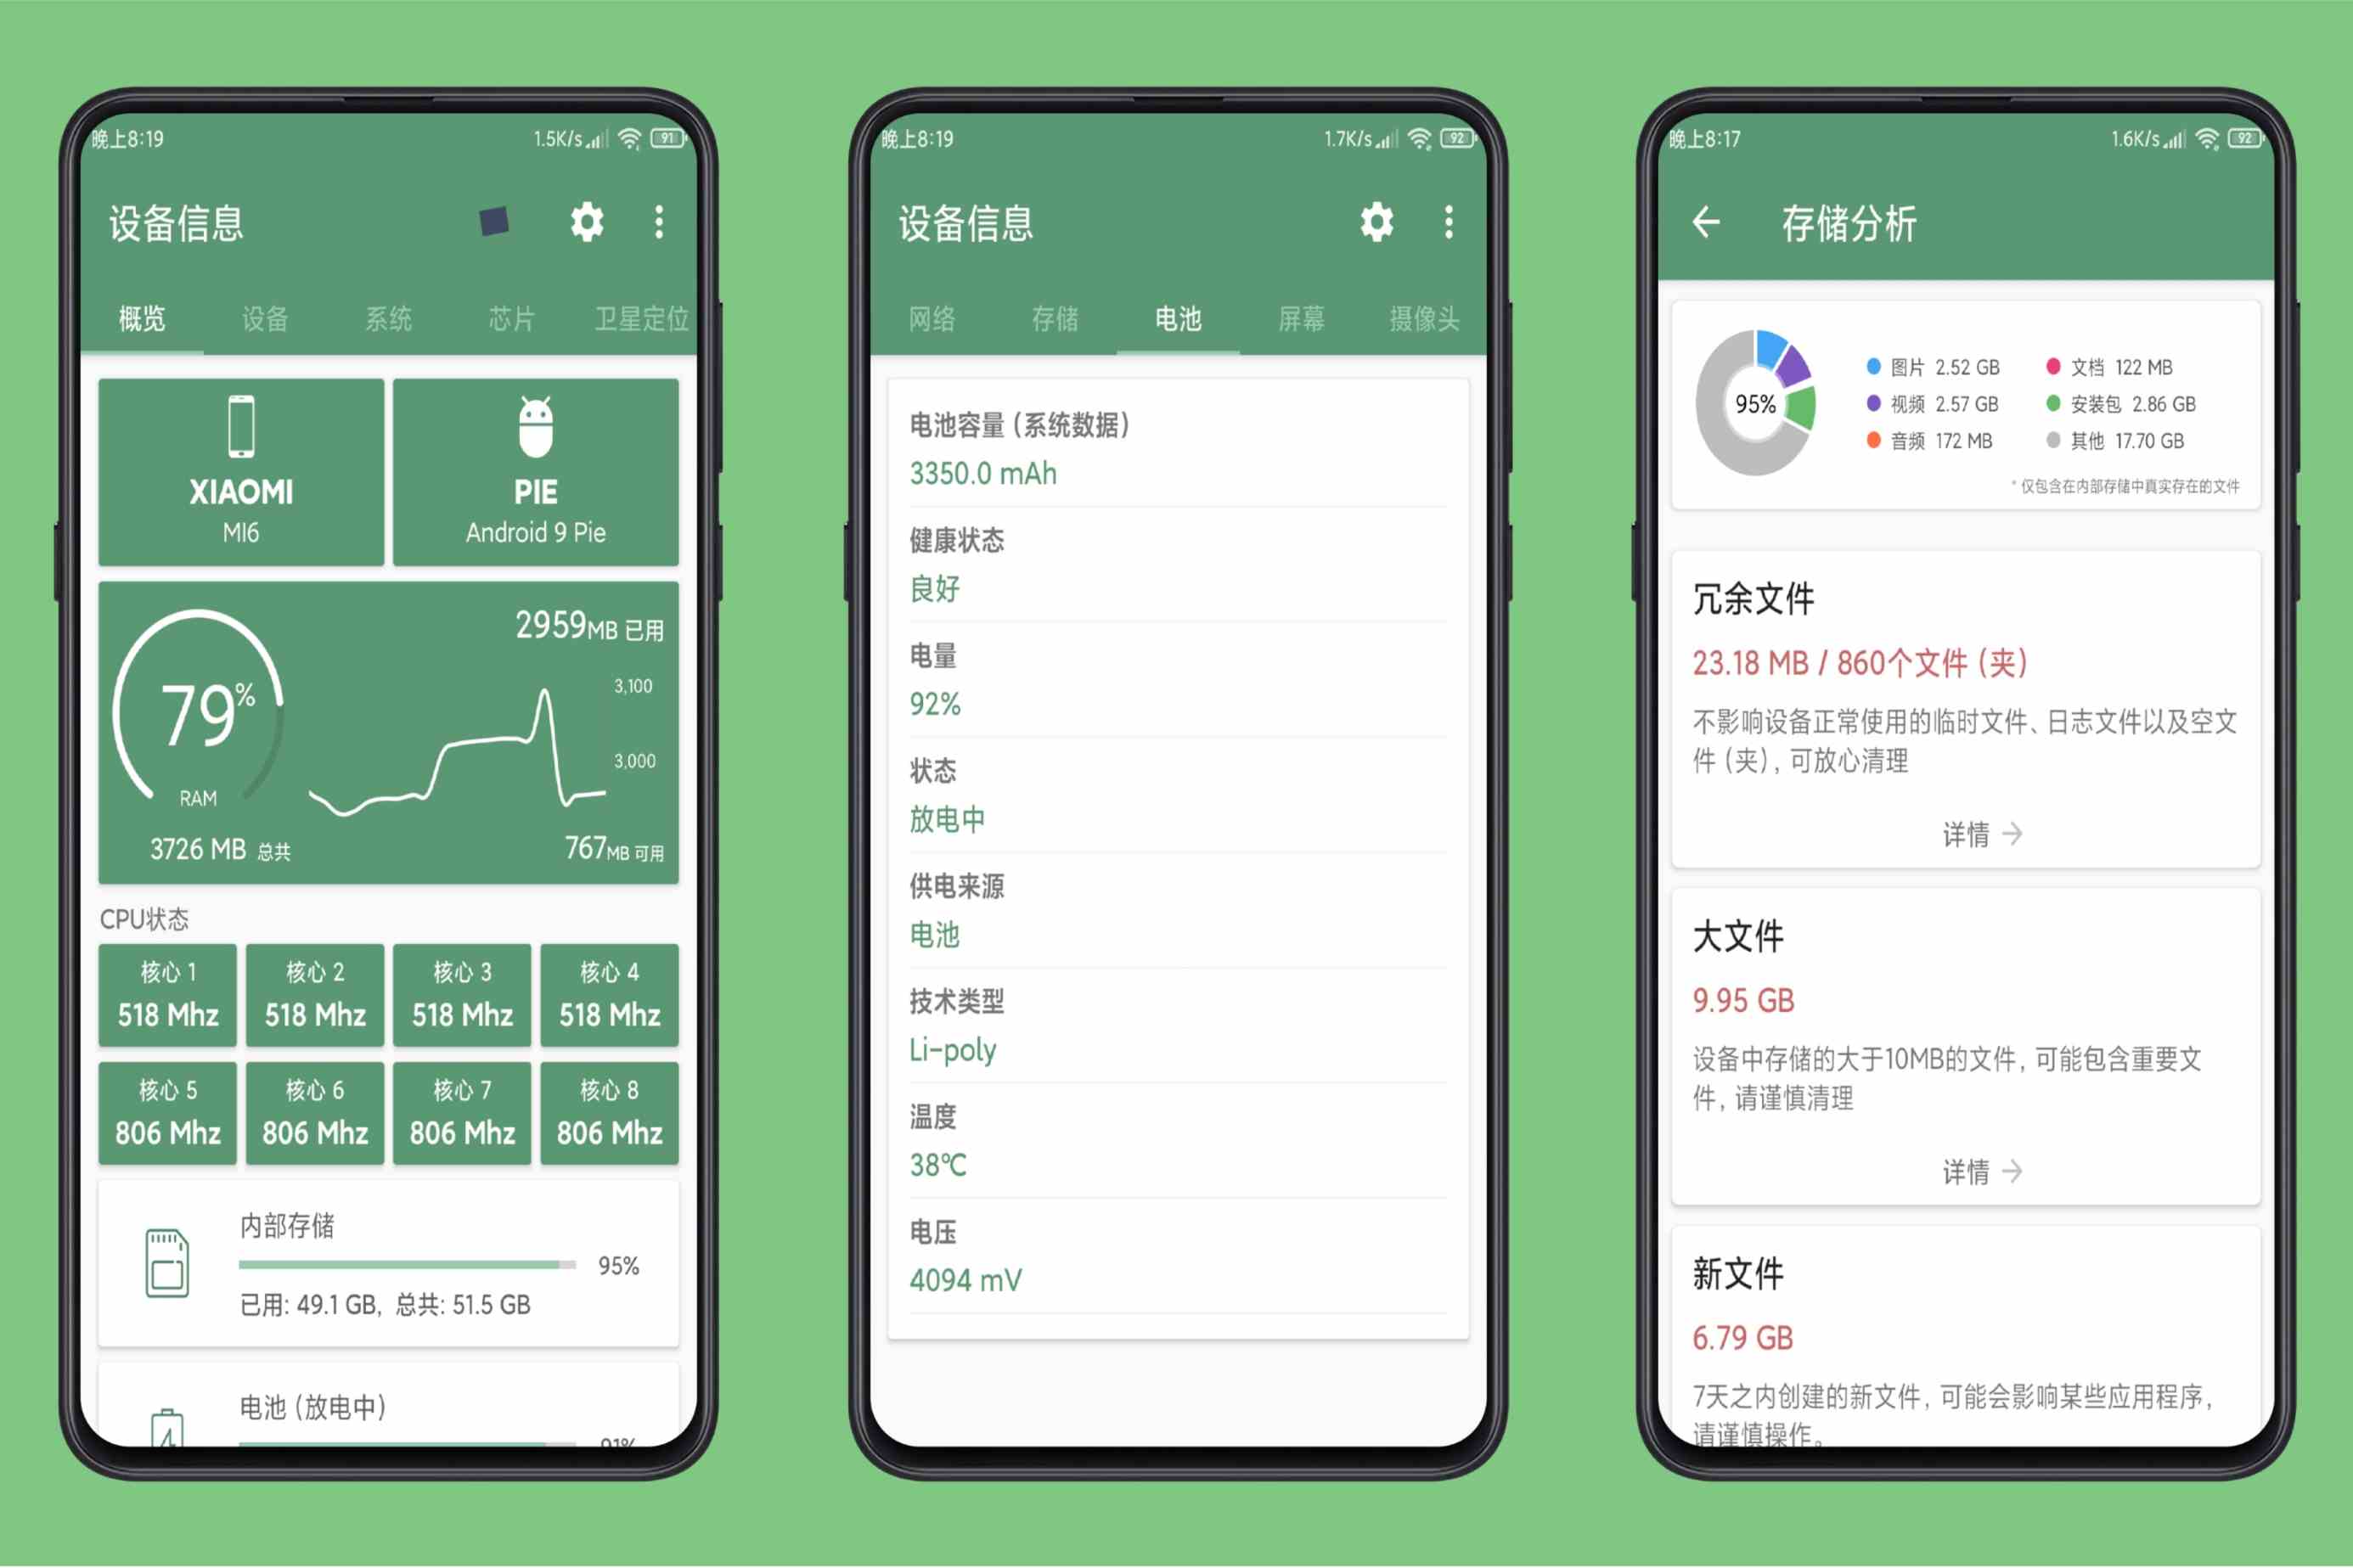 晚上8:19
1.5K/s
91
设备信息
概览 设备 系统 芯片 卫星定位
XIAOMI
MI6
PIE
Android 9 Pie
2959MB 已用
79%
RAM
3,100
3,000
3726 MB 总共
767MB 可用
CPU状态
核心 1 核心 2 核心 3 核心 4
518 Mhz 518 Mhz 518 Mhz 518 Mhz
核心 5 核心 6 核心 7 核心 8
806 Mhz 806 Mhz 806 Mhz 806 Mhz
内部存储
95%
已用: 49.1 GB, 总共: 51.5 GB
电池 (放电中)
91%
晚上8:19
1.7K/s
92
设备信息
网络 存储 电池 屏幕 摄像头
电池容量 (系统数据)
3350.0 mAh
健康状态
良好
电量
92%
状态
放电中
供电来源
电池
技术类型
Li-poly
温度
38℃
电压
4094 mV
晚上8:17
1.6K/s
92
存储分析
95%
图片 2.52 GB 文档 122 MB
视频 2.57 GB 安装包 2.86 GB
音频 172 MB 其他 17.70 GB
* 仅包含在内部存储中真实存在的文件
冗余文件
23.18 MB / 860个文件 (夹)
不影响设备正常使用的临时文件、日志文件以及空文
件 (夹) , 可放心清理
详情
大文件
9.95 GB
设备中存储的大于10MB的文件, 可能包含重要文
件, 请谨慎清理
详情
新文件
6.79 GB
7天之内创建的新文件, 可能会影响某些应用程序,
请谨慎操作。